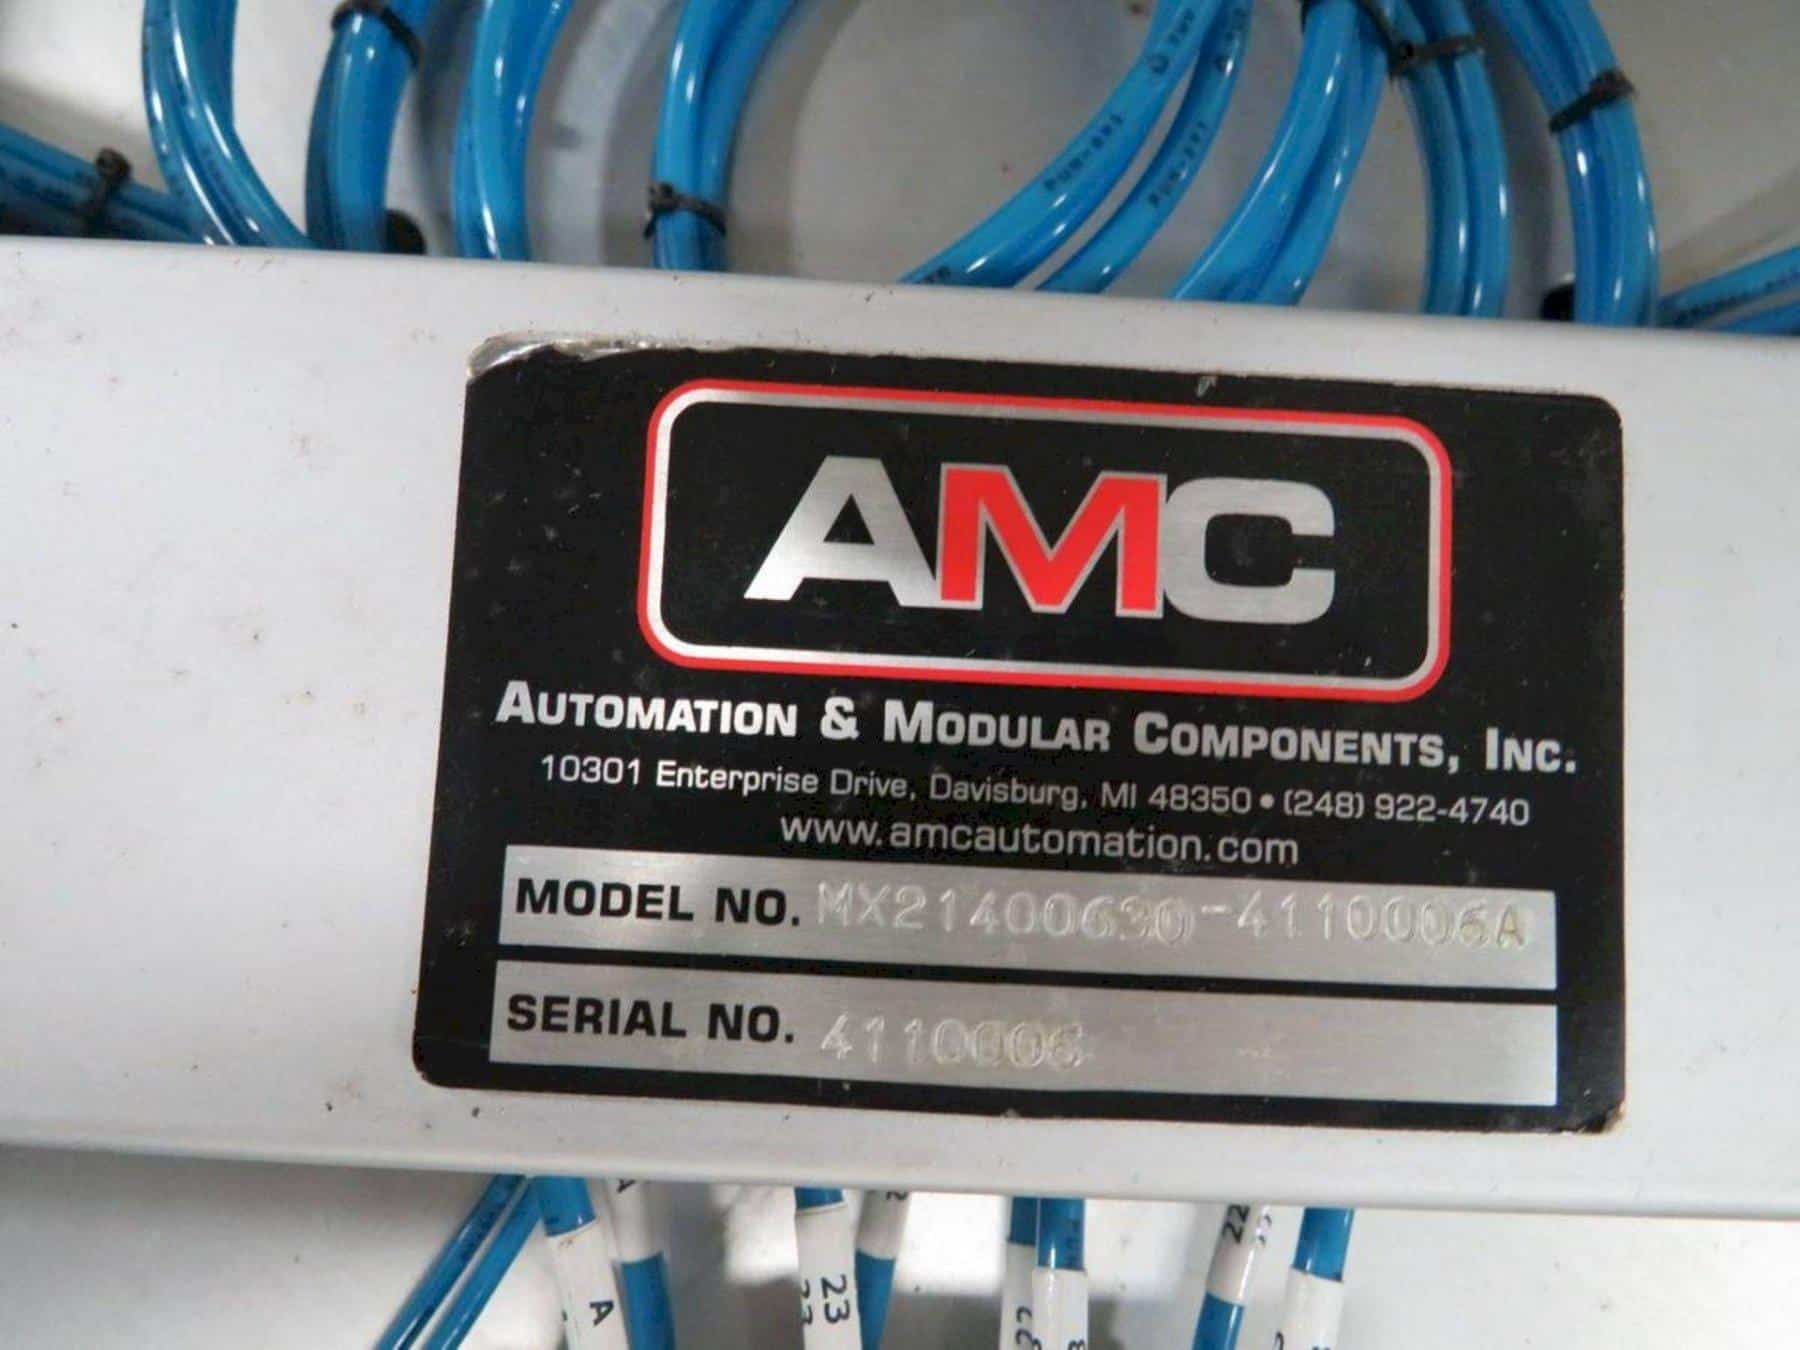 AMC
AUTOMATION & MODULAR COMPONENTS, INC.
10301 Enterprise Drive, Davisburg, MI 48350 • (248) 922-4740
www.amcautomation.com
MODEL NO. MX21400630-4110006A
SERIAL NO. 4110006
A
23
22